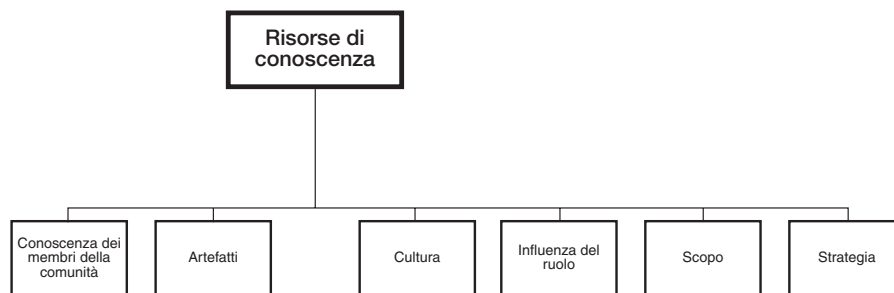 Risorse di
conoscenza
Conoscenza dei
membri della
comunità
Artefatti
Cultura
Influenza del
ruolo
Scopo
Strategia